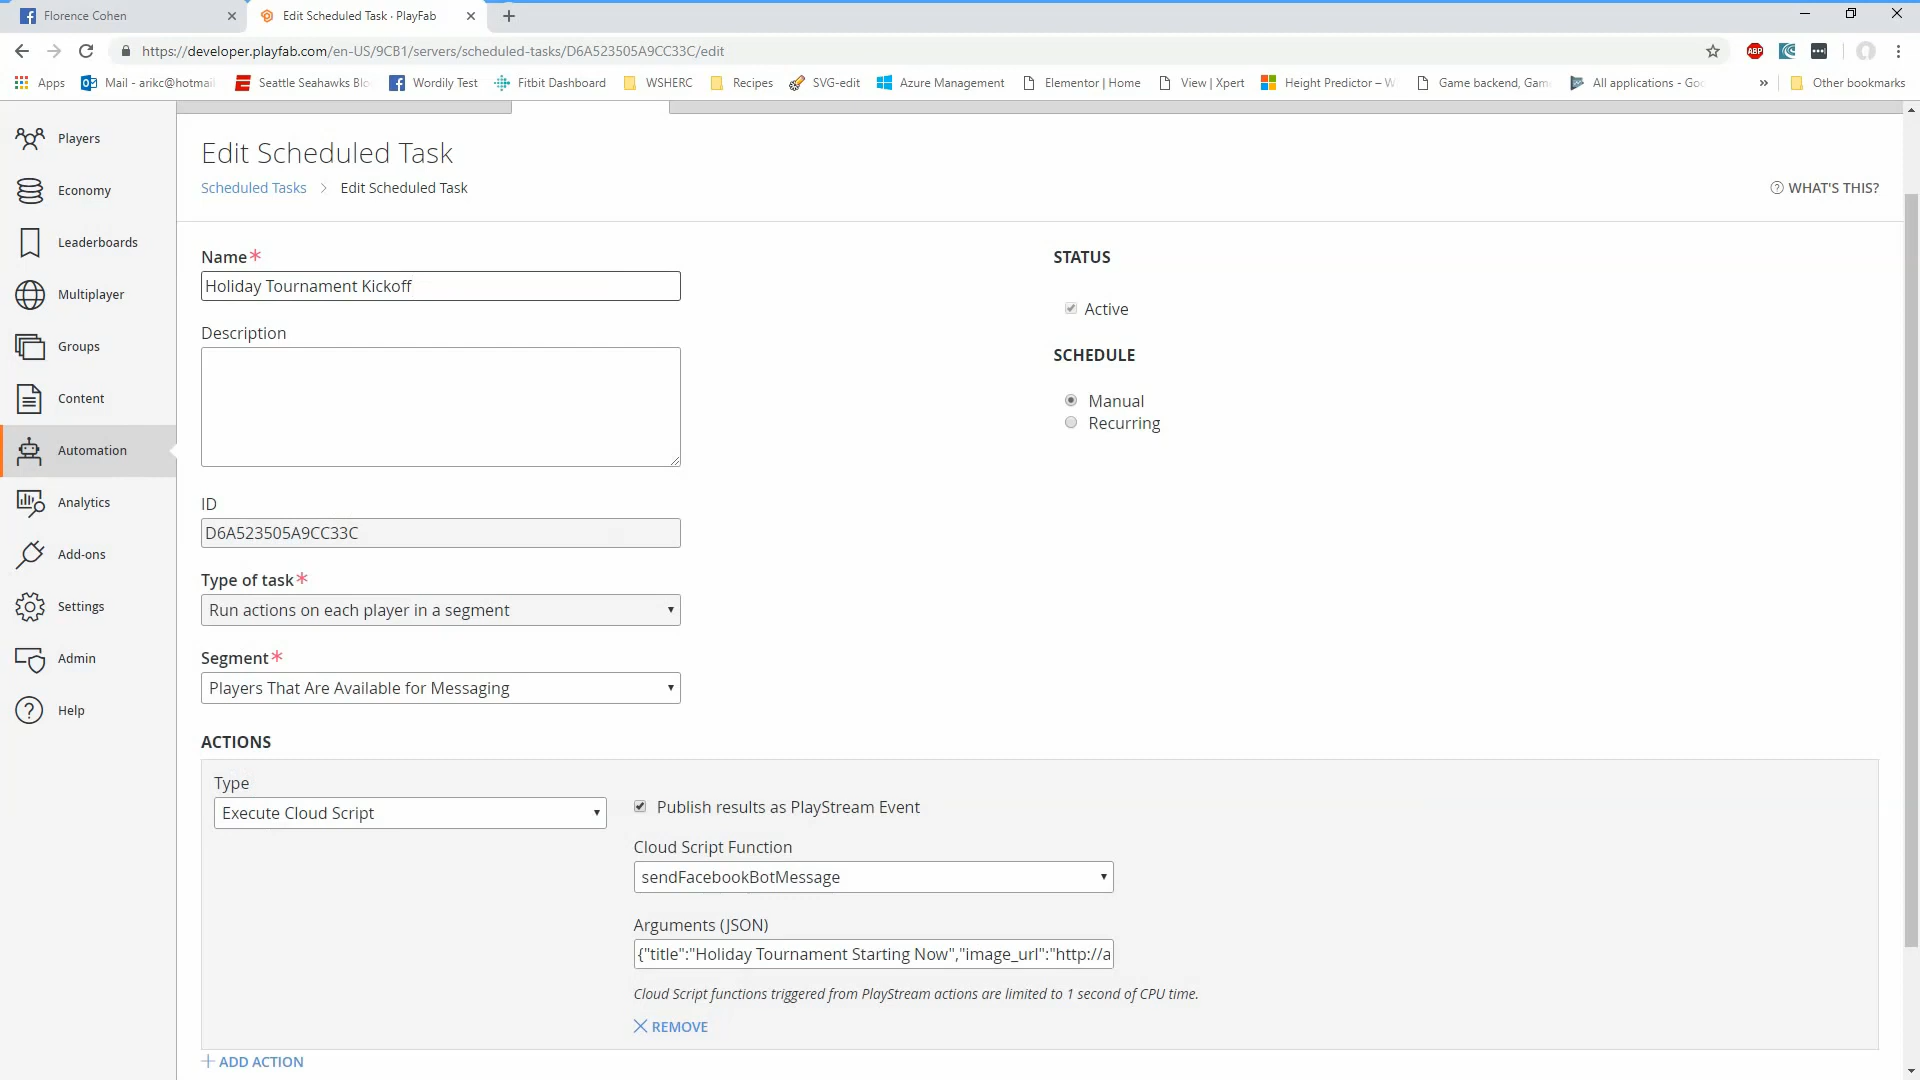 Florence Cohen
Edit Scheduled Task · PlayFab
https://developer.playfab.com/en-US/9CB1/servers/scheduled-tasks/D6A523505A9CC33C/edit
ABP
Apps
Mail - arikc@hotmail
Seattle Seahawks Blo
Wordily Test
Fitbit Dashboard
WSHERC
Recipes
SVG-edit
Azure Management
Elementor | Home
View | Xpert
Height Predictor – W
Game backend, Gam
All applications - Goo
»
Other bookmarks
Players
Economy
Leaderboards
Multiplayer
Groups
Content
Automation
Analytics
Add-ons
Settings
Admin
Help
Edit Scheduled Task
Scheduled Tasks > Edit Scheduled Task
WHAT'S THIS?
Name*
Holiday Tournament Kickoff
Description
ID
D6A523505A9CC33C
Type of task*
Run actions on each player in a segment
Segment*
Players That Are Available for Messaging
STATUS
Active
SCHEDULE
Manual
Recurring
ACTIONS
Type
Execute Cloud Script
Publish results as PlayStream Event
Cloud Script Function
sendFacebookBotMessage
Arguments (JSON)
{"title":"Holiday Tournament Starting Now","image_url":"http://a
Cloud Script functions triggered from PlayStream actions are limited to 1 second of CPU time.
REMOVE
ADD ACTION